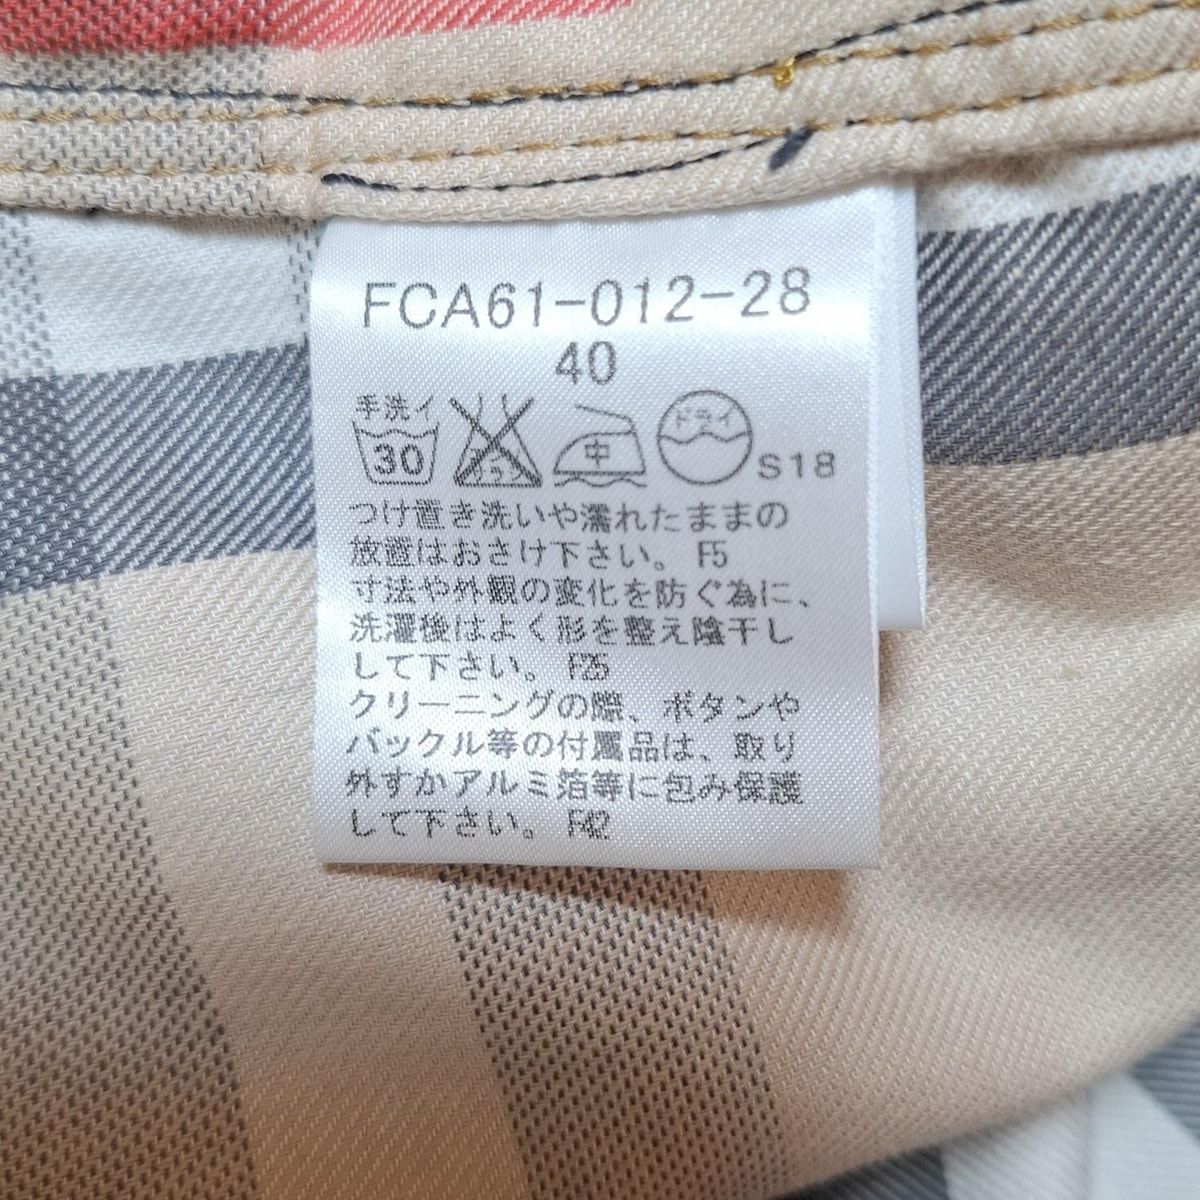 FCA61-012-28
40
手洗イ
30
エンソ
中
ドライ
S18
つけ置き洗いや濡れたままの
放置はおさけ下さい。 F5
寸法や外観の変化を防ぐ為に、
洗濯後はよく形を整え陰干し
して下さい。 F25
クリーニングの際、ボタンや
バックル等の付属品は、取り
外すかアルミ箔等に包み保護
して下さい。 F42